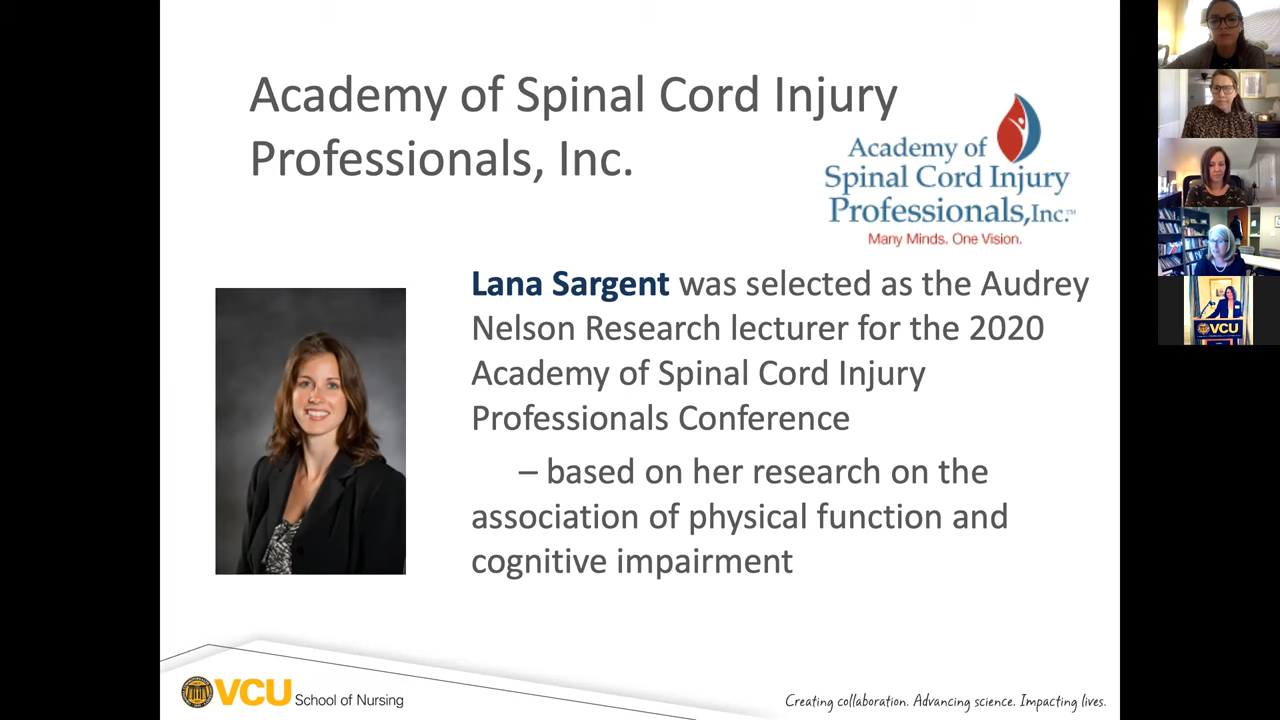 Academy of Spinal Cord Injury
Professionals, Inc.
Academy of
Spinal Cord Injury
Professionals,Inc.™
Many Minds. One Vision.
Lana Sargent was selected as the Audrey
Nelson Research lecturer for the 2020
Academy of Spinal Cord Injury
Professionals Conference
– based on her research on the
association of physical function and
cognitive impairment
VCU
VCU School of Nursing
Creating collaboration. Advancing science. Impacting lives.